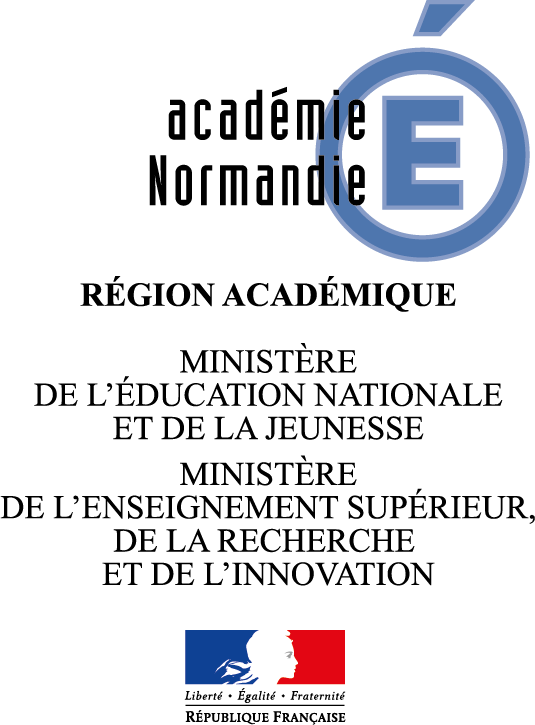 académie
Normandie
É
RÉGION ACADÉMIQUE
MINISTÈRE
DE L’ÉDUCATION NATIONALE
ET DE LA JEUNESSE
MINISTÈRE
DE L’ENSEIGNEMENT SUPÉRIEUR,
DE LA RECHERCHE
ET DE L’INNOVATION
Liberté • Égalité • Fraternité
RÉPUBLIQUE FRANÇAISE